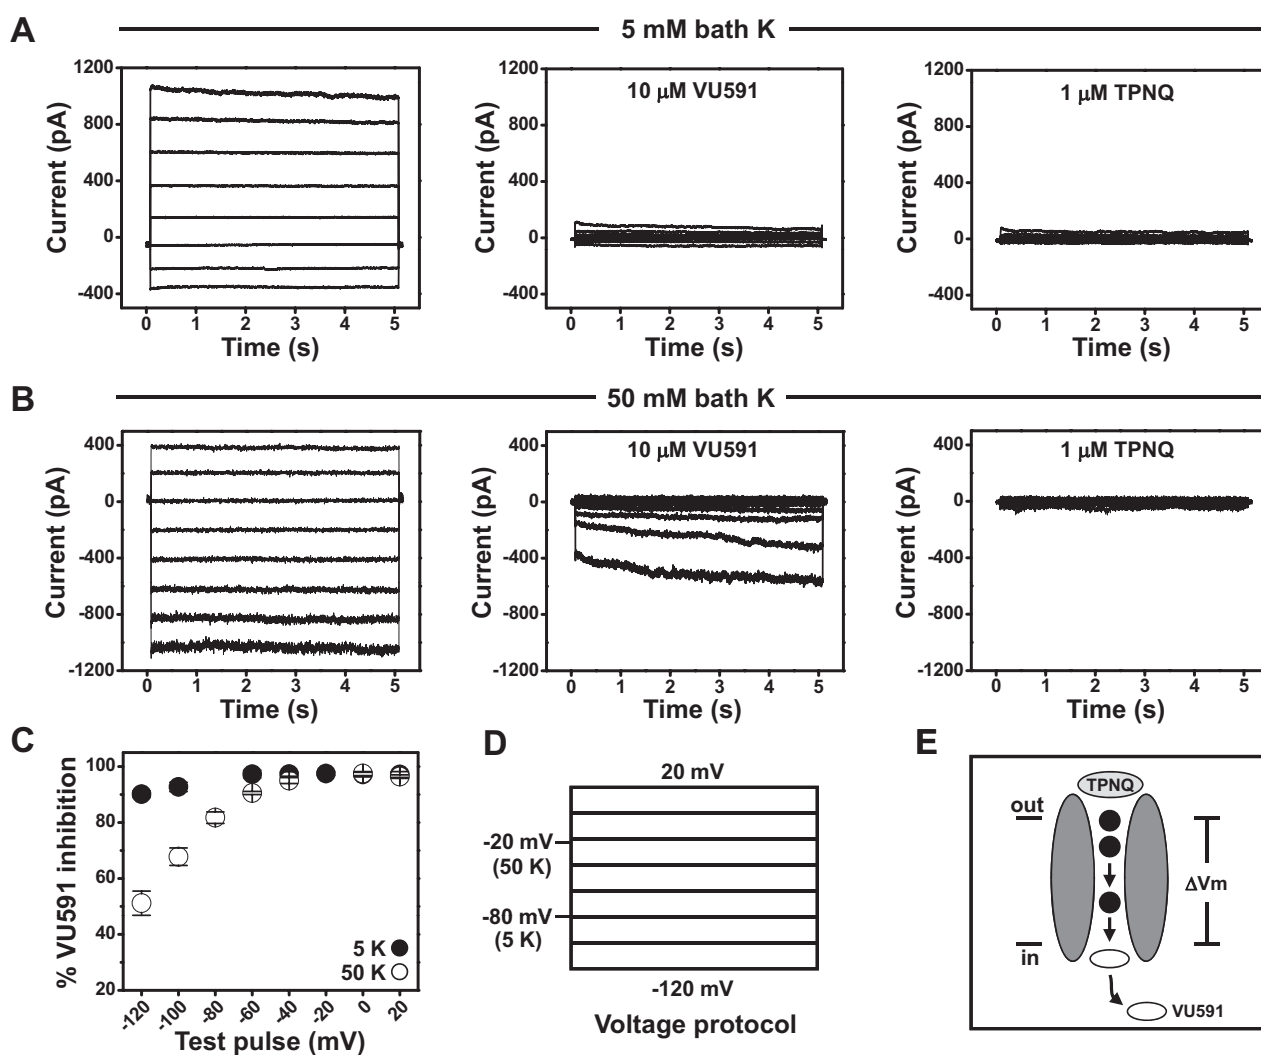 A
5 mM bath K
1200
800
400
0
-400
Current (pA)
0 1 2 3 4 5
Time (s)
10 μM VU591
1200
800
400
0
-400
Current (pA)
0 1 2 3 4 5
Time (s)
1 μM TPNQ
1200
800
400
0
-400
Current (pA)
0 1 2 3 4 5
Time (s)
B
50 mM bath K
400
0
-400
-800
-1200
Current (pA)
0 1 2 3 4 5
Time (s)
10 μM VU591
400
0
-400
-800
-1200
Current (pA)
0 1 2 3 4 5
Time (s)
1 μM TPNQ
400
0
-400
-800
-1200
Current (pA)
0 1 2 3 4 5
Time (s)
C
100
80
60
40
20
% VU591 inhibition
5 K
50 K
-120 -100 -80 -60 -40 -20 0 20
Test pulse (mV)
D
20 mV
-20 mV
(50 K)
-80 mV
(5 K)
-120 mV
Voltage protocol
E
TPNQ
out
ΔVm
in
VU591